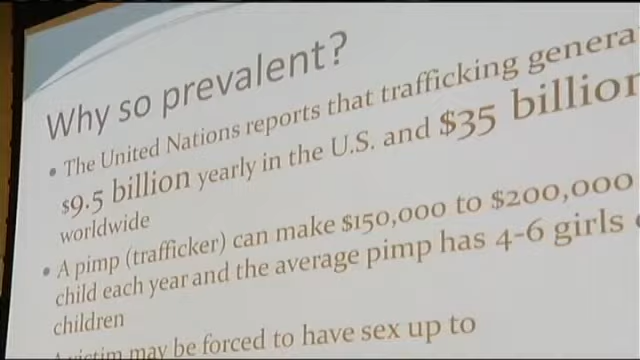 Why so prevalent?
• The United Nations reports that trafficking genera
$9.5 billion yearly in the U.S. and $35 billion
worldwide
• A pimp (trafficker) can make $150,000 to $200,000
child each year and the average pimp has 4-6 girls
children
victim may be forced to have sex up to